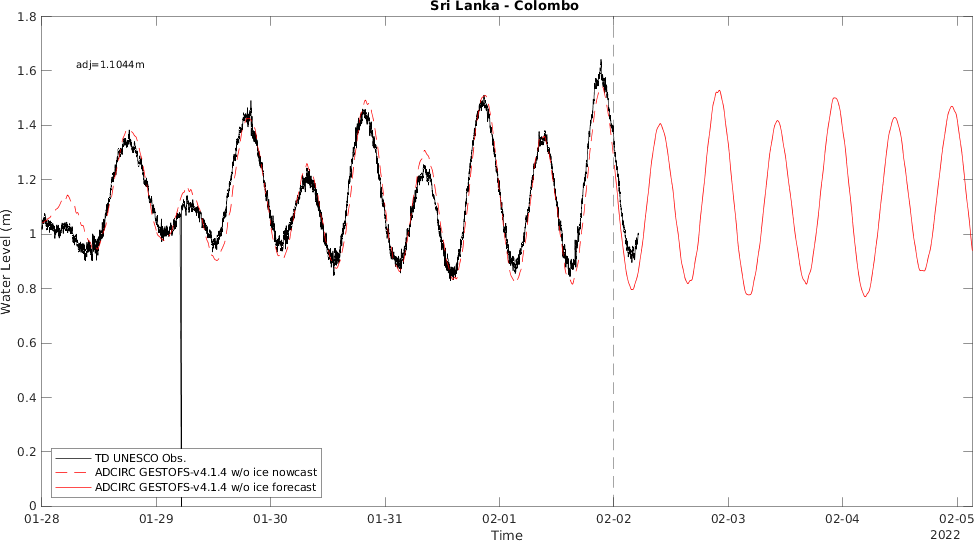 Sri Lanka - Colombo
1.8
adj=1.1044m
1.6
1.4
1.2
1
0.8
0.6
0.4
0.2
0
Water Level (m)
TD UNESCO Obs.
ADCIRC GESTOFS-v4.1.4 w/o ice nowcast
ADCIRC GESTOFS-v4.1.4 w/o ice forecast
01-28 01-29 01-30 01-31 02-01 02-02 02-03 02-04 02-05
Time
2022